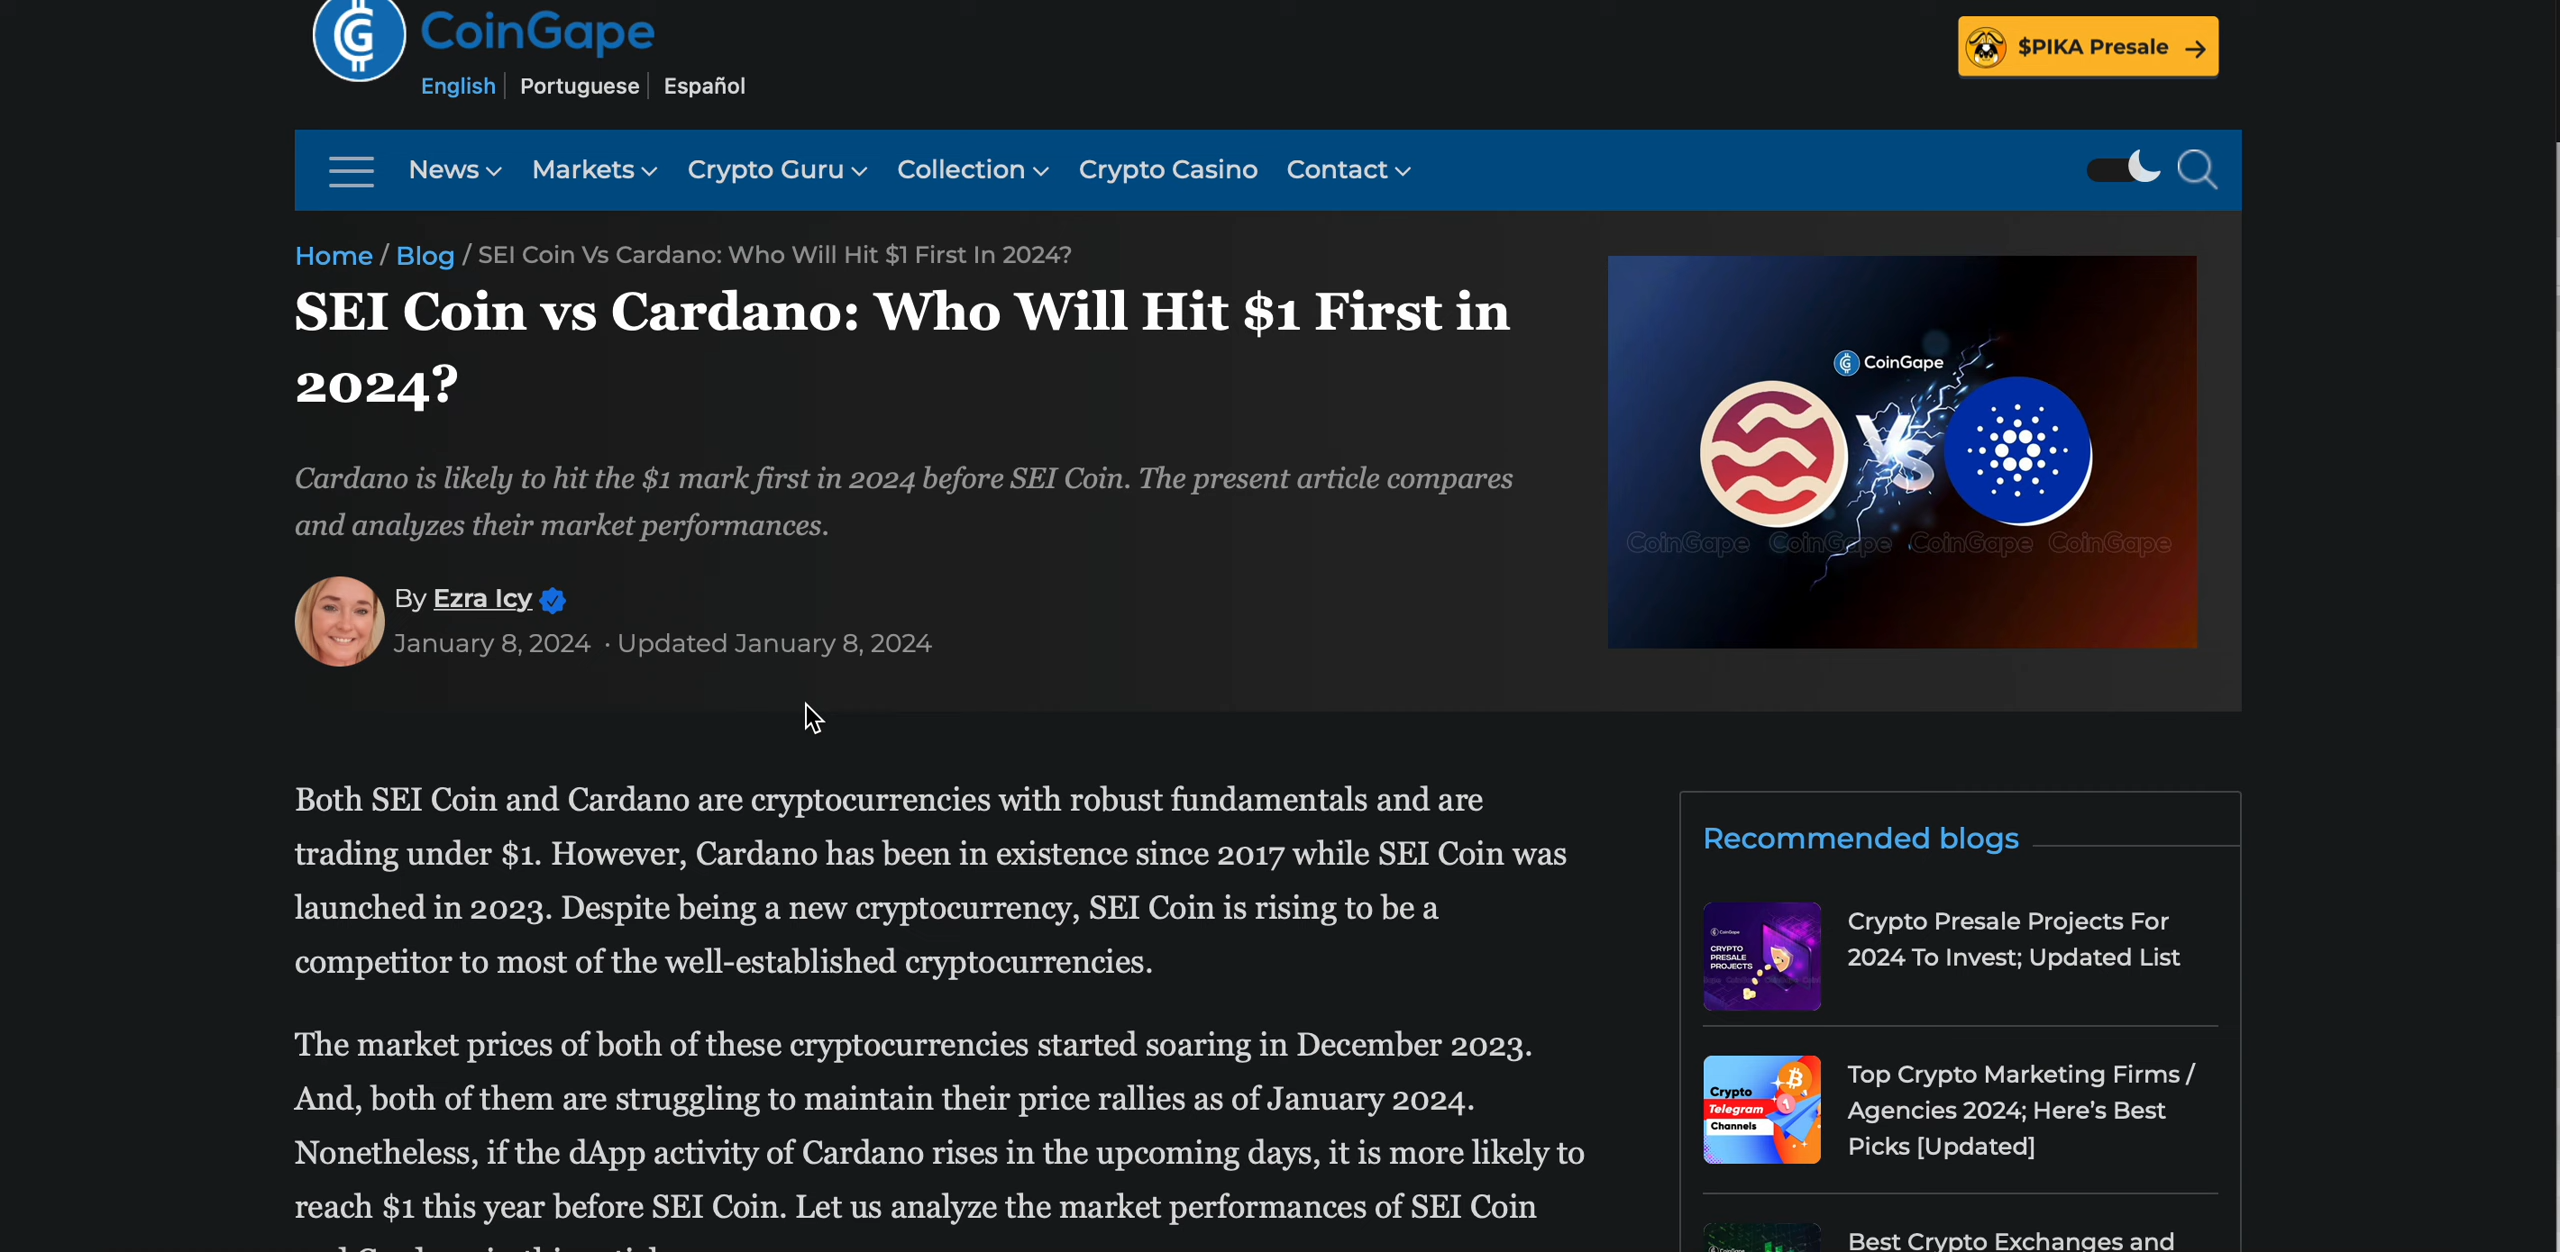 CoinGape
English Portuguese Español
$PIKA Presale →
News Markets Crypto Guru Collection Crypto Casino Contact
Home / Blog / SEI Coin Vs Cardano: Who Will Hit $1 First In 2024?
SEI Coin vs Cardano: Who Will Hit $1 First in
2024?
Cardano is likely to hit the $1 mark first in 2024 before SEI Coin. The present article compares
and analyzes their market performances.
By Ezra Icy
January 8, 2024 · Updated January 8, 2024
CoinGape
VS
CoinGape CoinGape CoinGape CoinGape
Both SEI Coin and Cardano are cryptocurrencies with robust fundamentals and are
trading under $1. However, Cardano has been in existence since 2017 while SEI Coin was
launched in 2023. Despite being a new cryptocurrency, SEI Coin is rising to be a
competitor to most of the well-established cryptocurrencies.
The market prices of both of these cryptocurrencies started soaring in December 2023.
And, both of them are struggling to maintain their price rallies as of January 2024.
Nonetheless, if the dApp activity of Cardano rises in the upcoming days, it is more likely to
reach $1 this year before SEI Coin. Let us analyze the market performances of SEI Coin
Recommended blogs
CoinGape
CRYPTO
PRESALE
PROJECTS
Crypto Presale Projects For
2024 To Invest; Updated List
Crypto
Telegram
Channels
1
Top Crypto Marketing Firms /
Agencies 2024; Here's Best
Picks [Updated]
CoinGape
Best Crypto Exchanges and